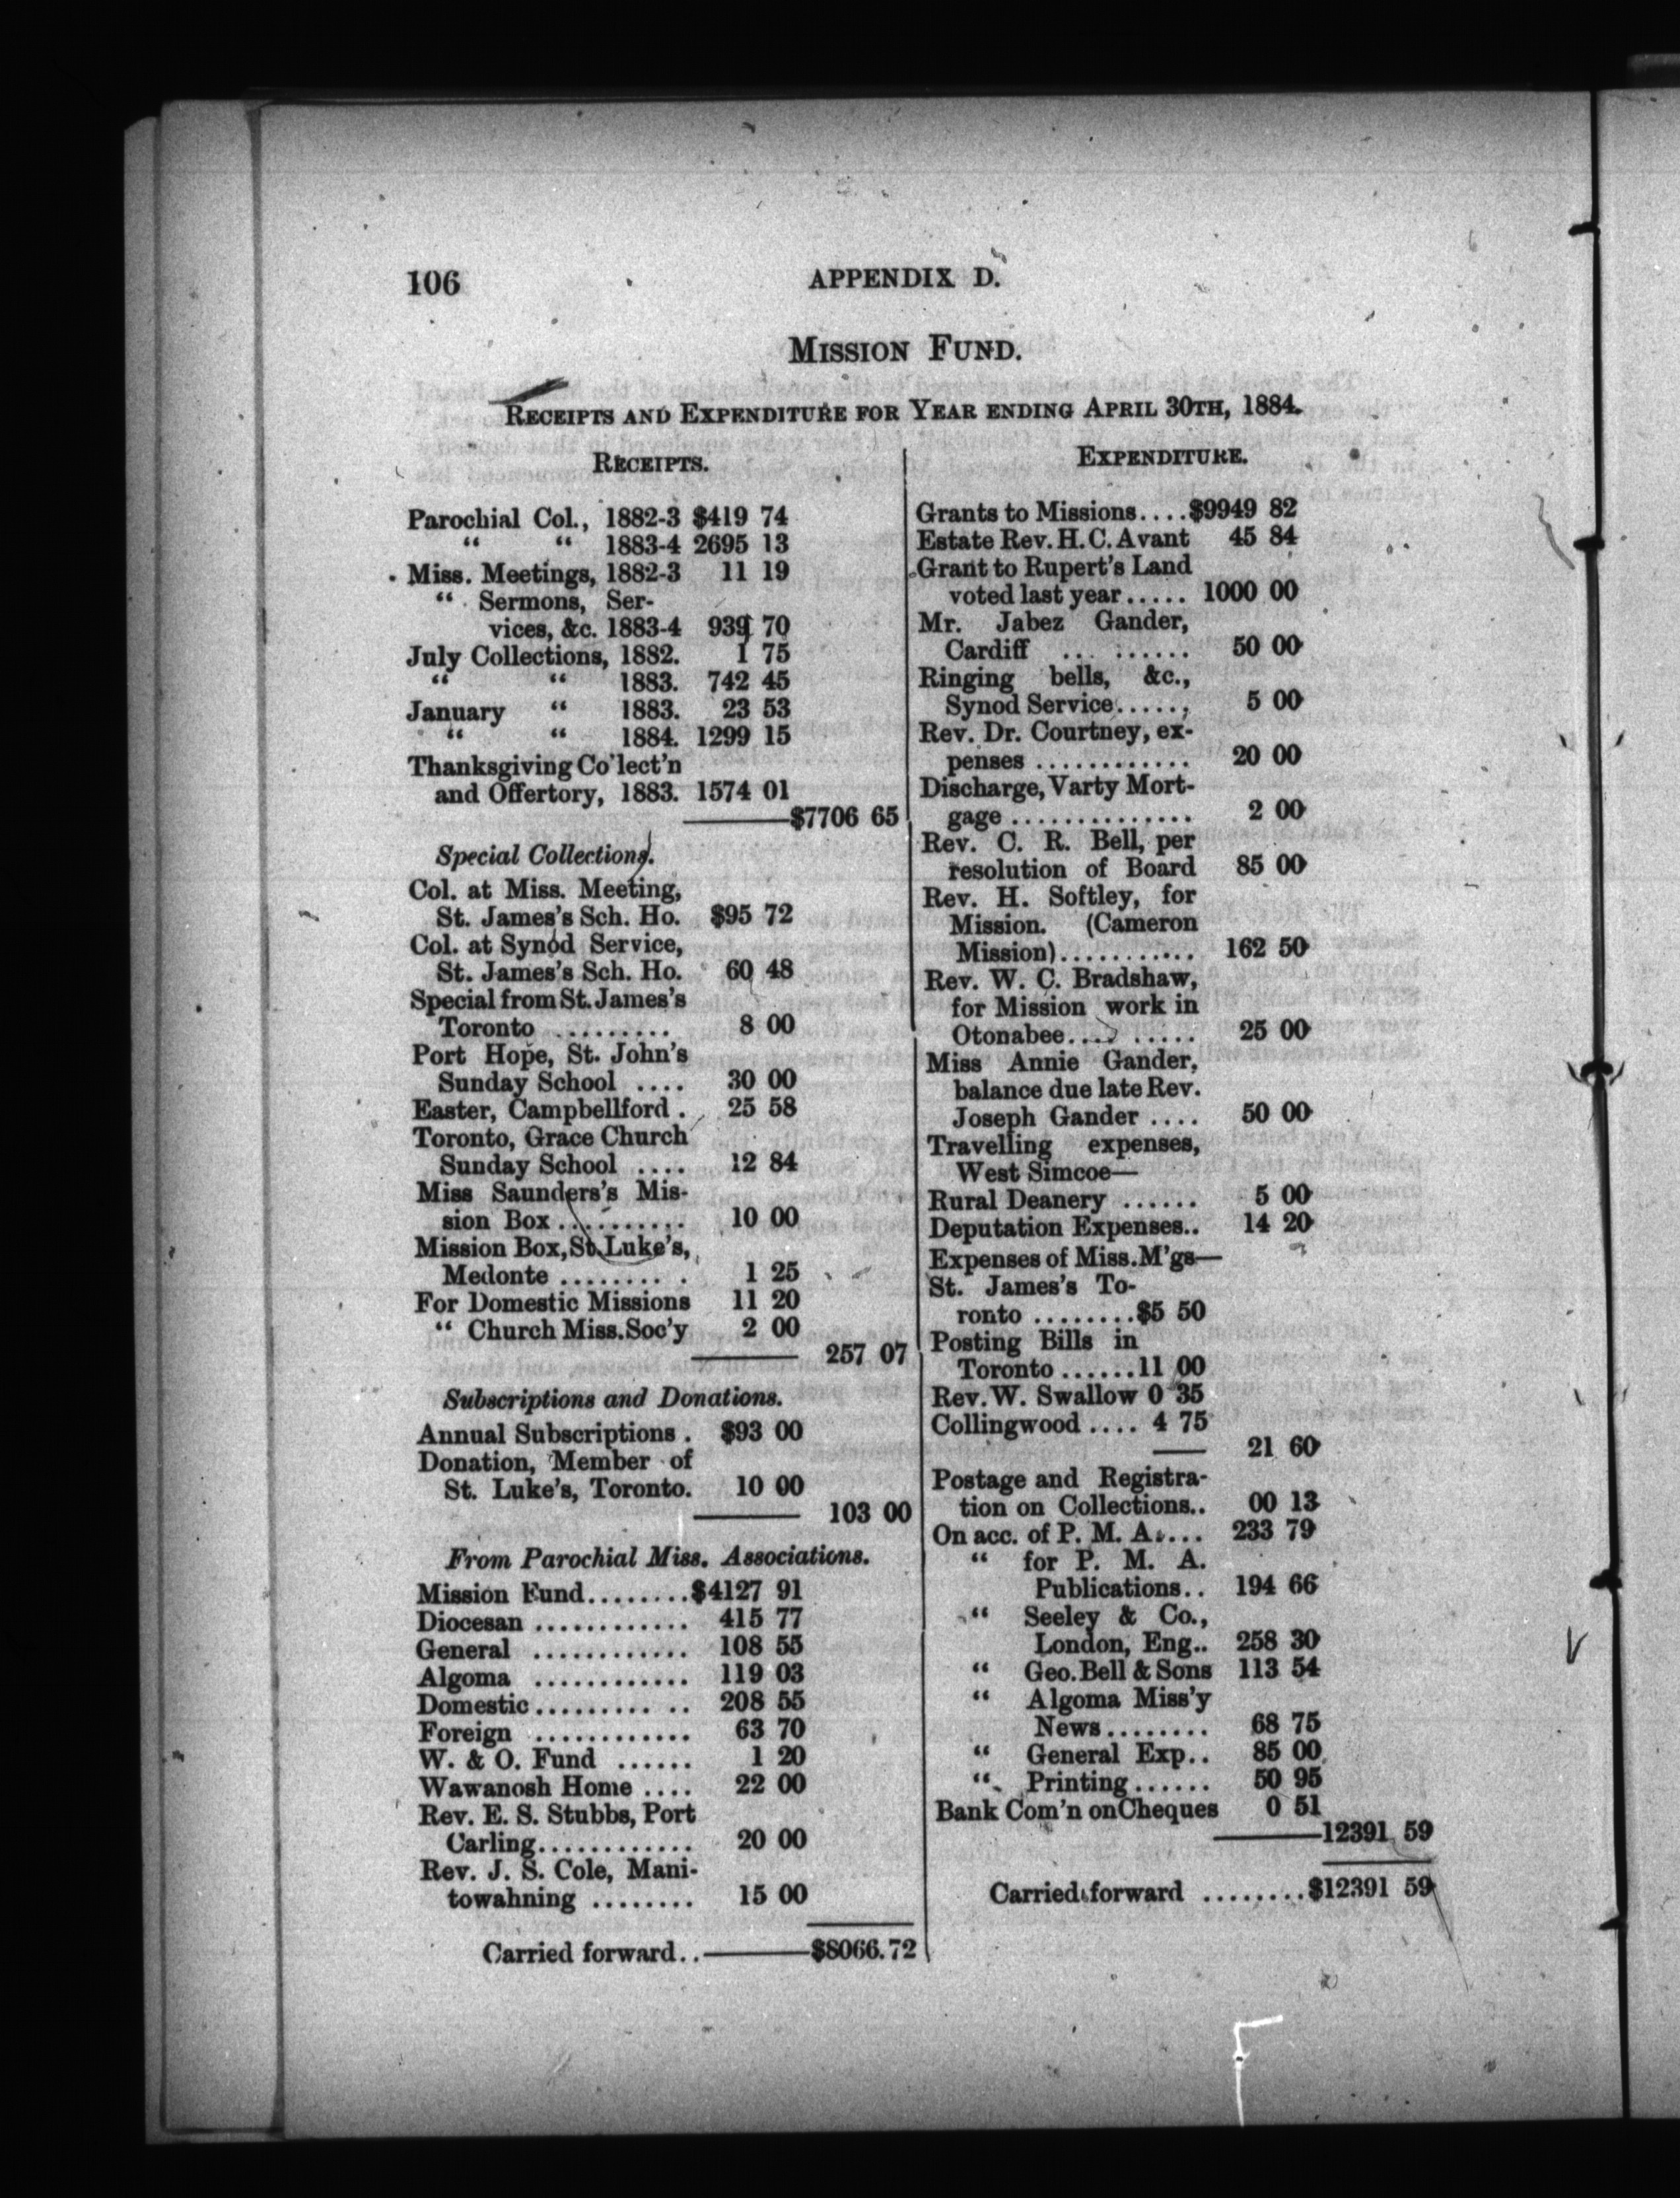 106
APPENDIX D.
MISSION FUND.
RECEIPTS AND EXPENDITURE FOR YEAR ENDING APRIL 30TH, 1884.
RECEIPTS.
Parochial Col., 1882-3 $419 74
“ “ 1883-4 2695 13
Miss. Meetings, 1882-3 11 19
“ Sermons, Ser-
vices, &c. 1883-4 939 70
July Collections, 1882. 1 75
“ “ 1883. 742 45
January “ 1883. 23 53
“ “ 1884. 1299 15
Thanksgiving Co'lect'n
and Offertory, 1883. 1574 01
$7706 65
Special Collections.
Col. at Miss. Meeting,
St. James's Sch. Ho. $95 72
Col. at Synod Service,
St. James's Sch. Ho. 60 48
Special from St. James's
Toronto ......... 8 00
Port Hope, St. John's
Sunday School .... 30 00
Easter, Campbellford . 25 58
Toronto, Grace Church
Sunday School .... 12 84
Miss Saunders's Mis-
sion Box .......... 10 00
Mission Box, St. Luke's,
Medonte ........ . 1 25
For Domestic Missions 11 20
“ Church Miss. Soc'y 2 00
257 07
Subscriptions and Donations.
Annual Subscriptions . $93 00
Donation, Member of
St. Luke's, Toronto. 10 00
103 00
From Parochial Miss. Associations.
Mission Fund........$4127 91
Diocesan ............ 415 77
General ............ 108 55
Algoma ............ 119 03
Domestic......... .. 208 55
Foreign ............ 63 70
W. & O. Fund ...... 1 20
Wawanosh Home .... 22 00
Rev. E. S. Stubbs, Port
Carling............ 20 00
Rev. J. S. Cole, Mani-
towahning ........ 15 00
Carried forward.. $8066.72
EXPENDITURE.
Grants to Missions....$9949 82
Estate Rev. H. C. Avant 45 84
Grant to Rupert's Land
voted last year ..... 1000 00
Mr. Jabez Gander,
Cardiff ... ...... 50 00
Ringing bells, &c.,
Synod Service....., 5 00
Rev. Dr. Courtney, ex-
penses ............ 20 00
Discharge, Varty Mort-
gage .............. 2 00
Rev. C. R. Bell, per
resolution of Board 85 00
Rev. H. Softley, for
Mission. (Cameron
Mission)........... 162 50
Rev. W. C. Bradshaw,
for Mission work in
Otonabee.... ..... 25 00
Miss Annie Gander,
balance due late Rev.
Joseph Gander .... 50 00
Travelling expenses,
West Simcoe—
Rural Deanery ...... 5 00
Deputation Expenses.. 14 20
Expenses of Miss. M'gs—
St. James's To-
ronto ........$5 50
Posting Bills in
Toronto ......11 00
Rev. W. Swallow 0 35
Collingwood .... 4 75
21 60
Postage and Registra-
tion on Collections.. 00 13
On acc. of P. M. A.... 233 79
“ for P. M. A.
Publications.. 194 66
“ Seeley & Co.,
London, Eng.. 258 30
“ Geo. Bell & Sons 113 54
“ Algoma Miss'y
News........ 68 75
“ General Exp.. 85 00
“ Printing...... 50 95
Bank Com'n on Cheques 0 51
12391 59
Carried forward ........$12391 59